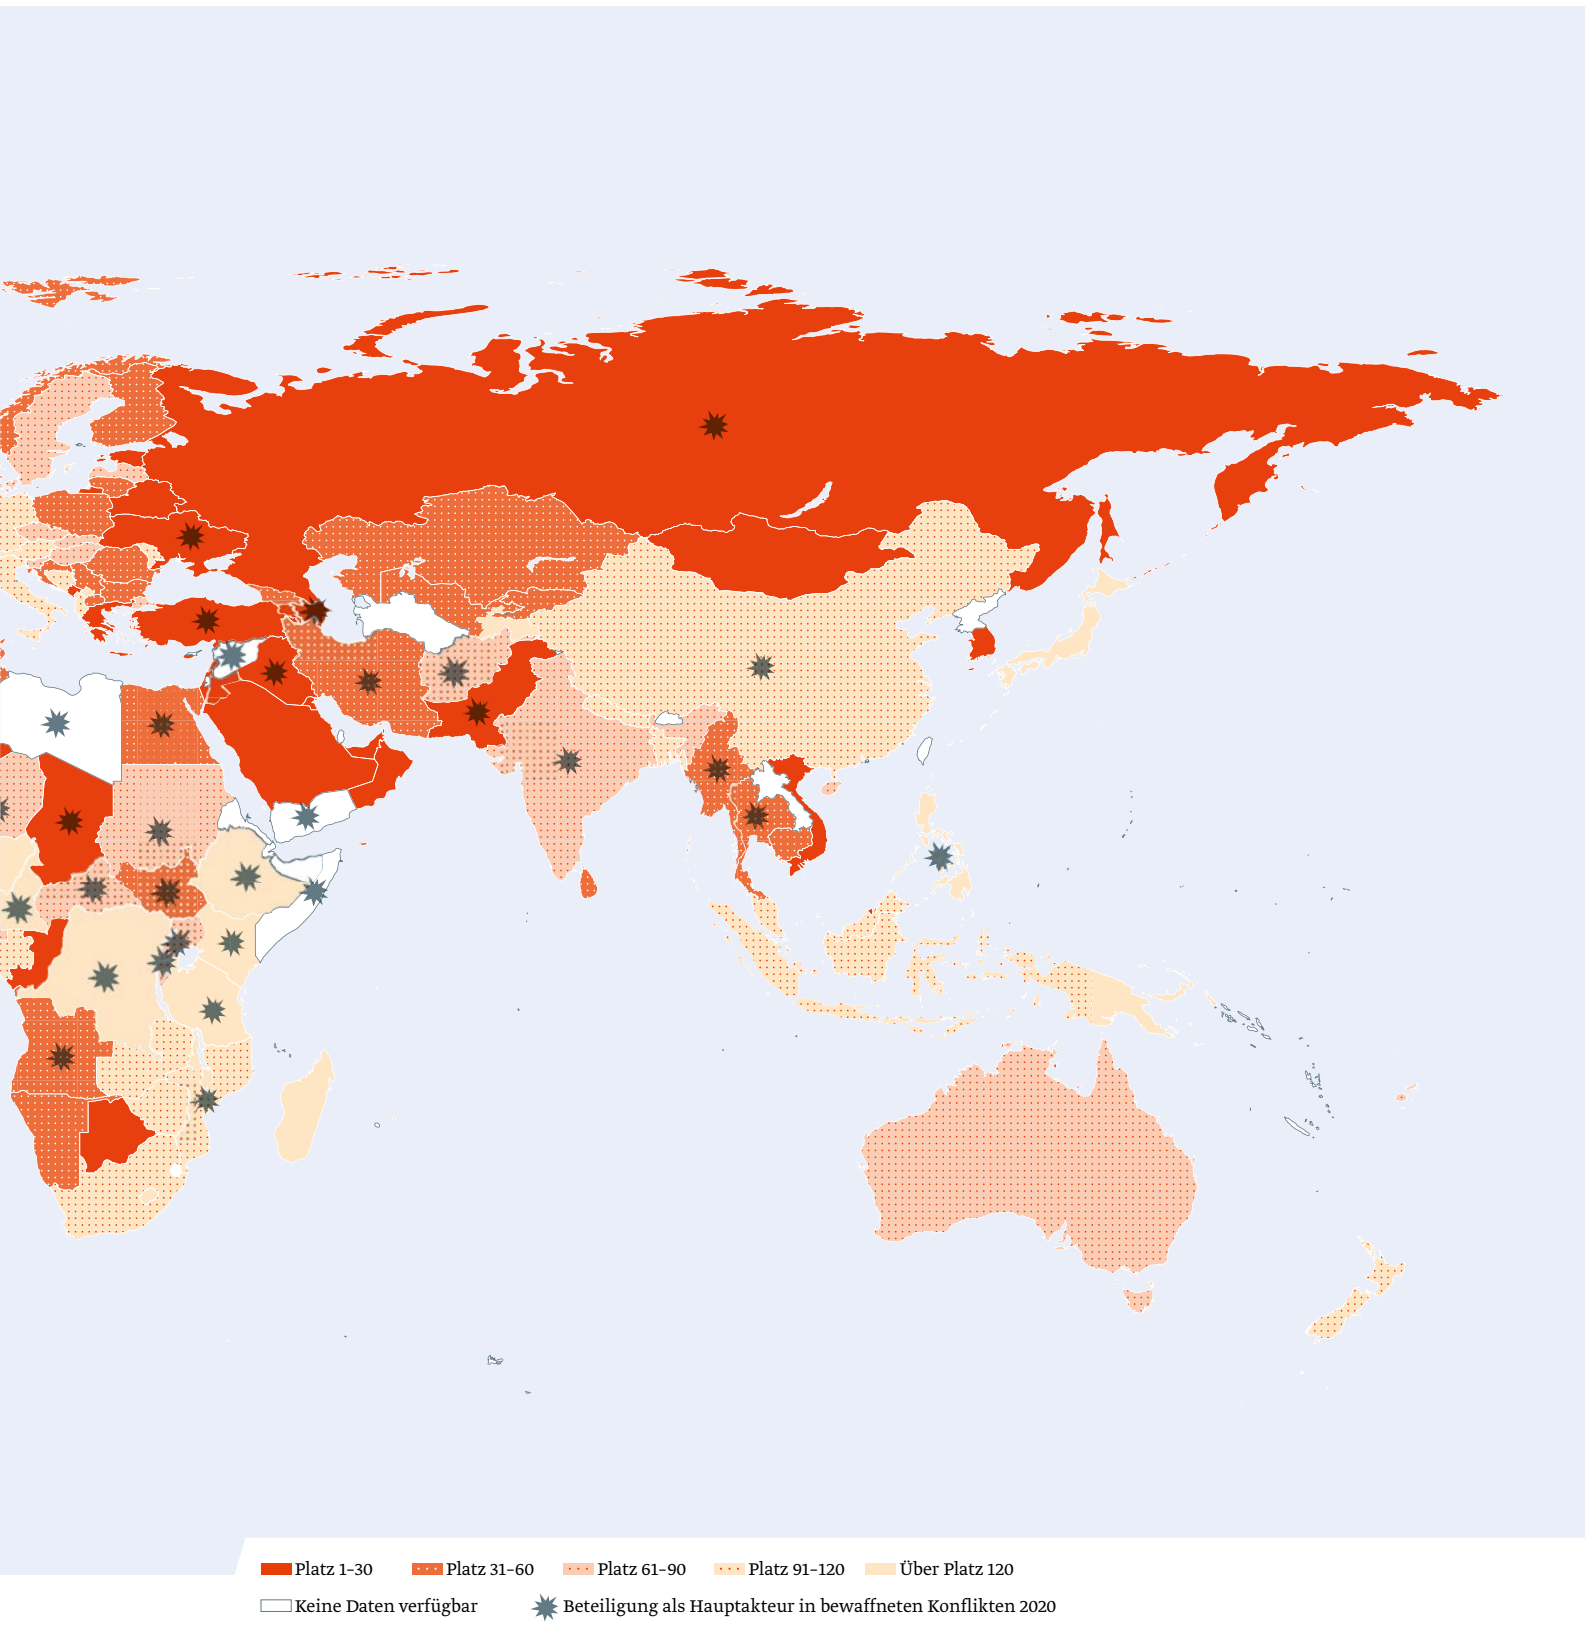 Platz 1–30 Platz 31–60 Platz 61–90 Platz 91–120 Über Platz 120
Keine Daten verfügbar Beteiligung als Hauptakteur in bewaffneten Konflikten 2020